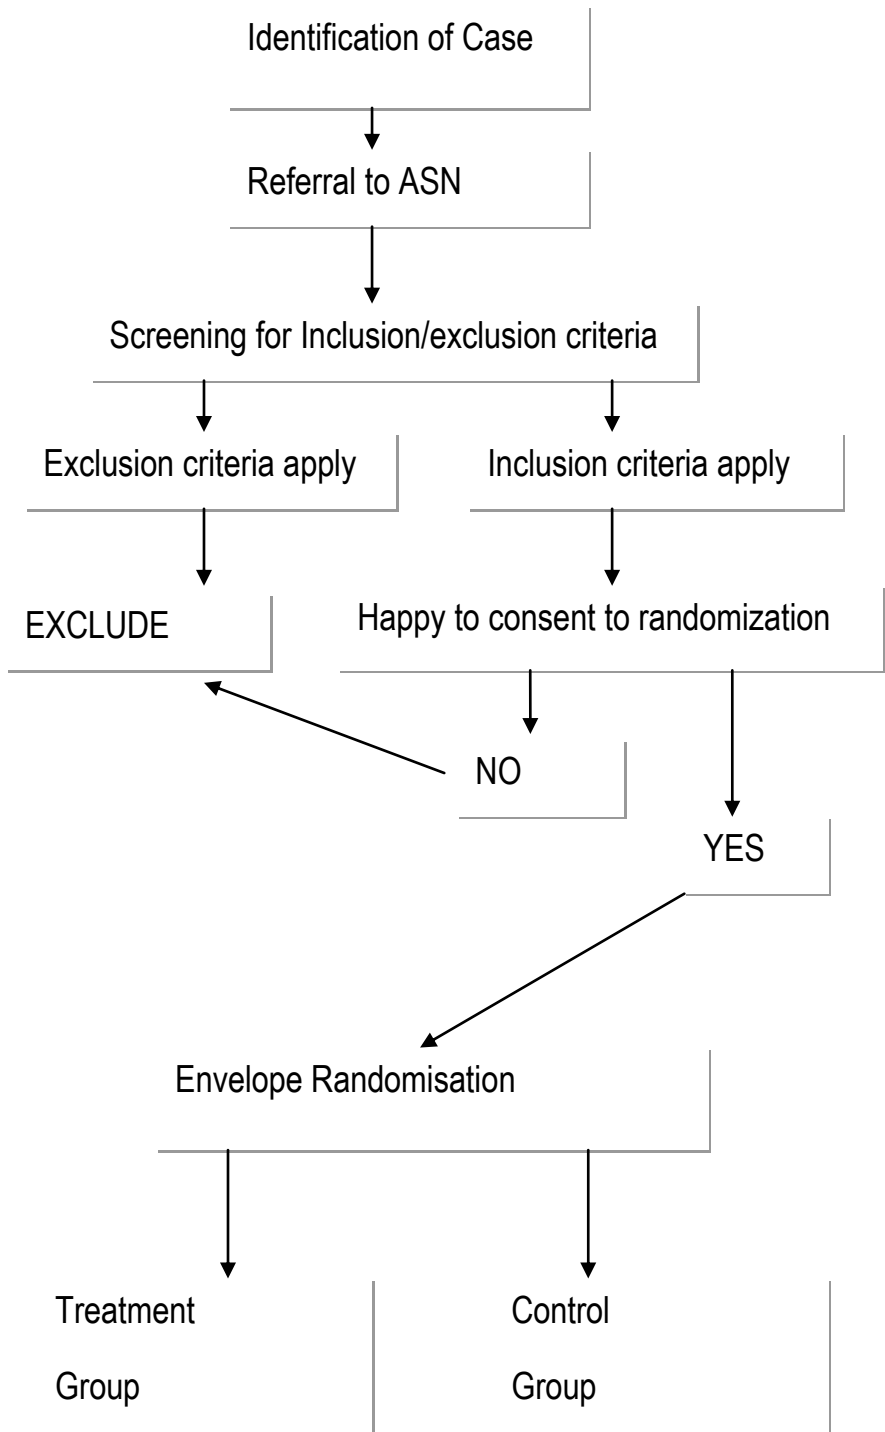 Identification of Case
Referral to ASN
Screening for Inclusion/exclusion criteria
Exclusion criteria apply
Inclusion criteria apply
EXCLUDE
Happy to consent to randomization
NO
YES
Envelope Randomisation
Treatment
Group
Control
Group